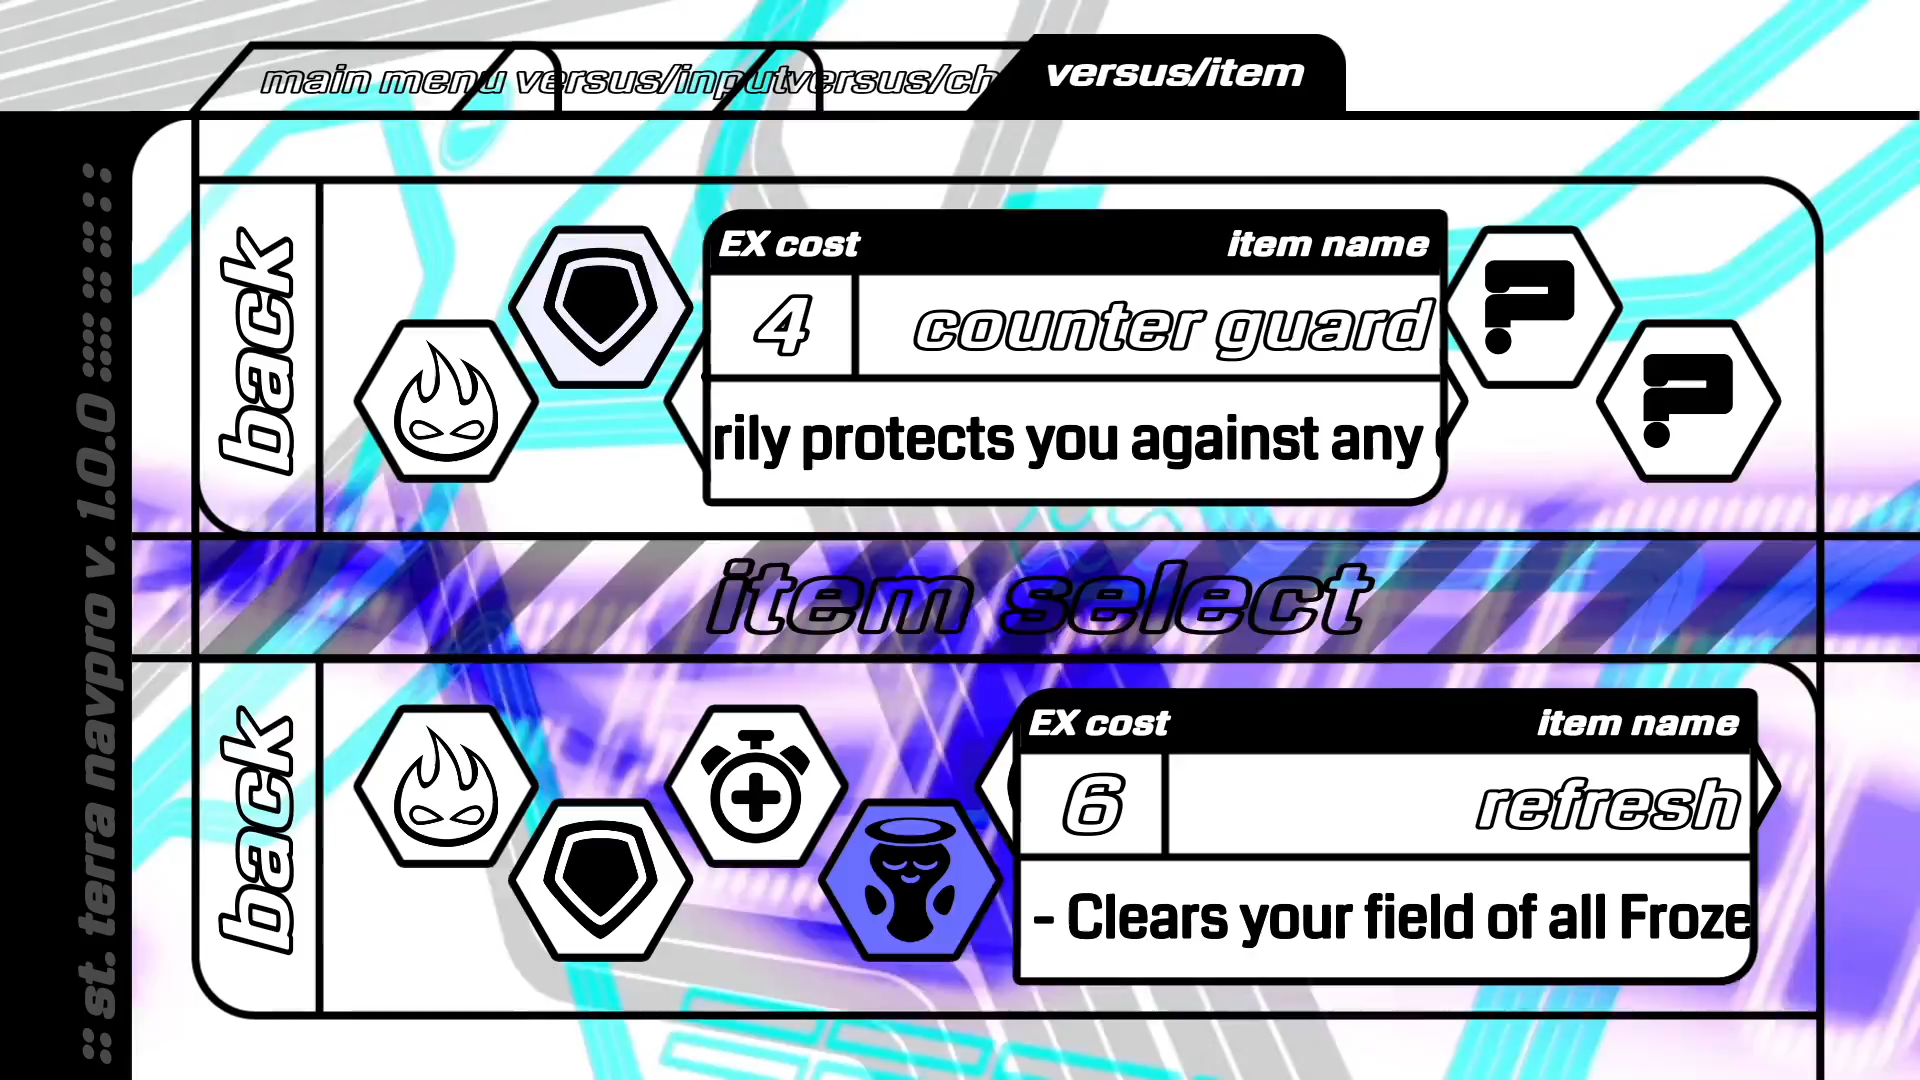 main menu versus/input versus/ch versus/item
:: st. terra navpro v. 1.0.0 ::::: :: :: : :
back
EX cost item name
4 counter guard
rily protects you against any
item select
back
EX cost item name
6 refresh
- Clears your field of all Froze